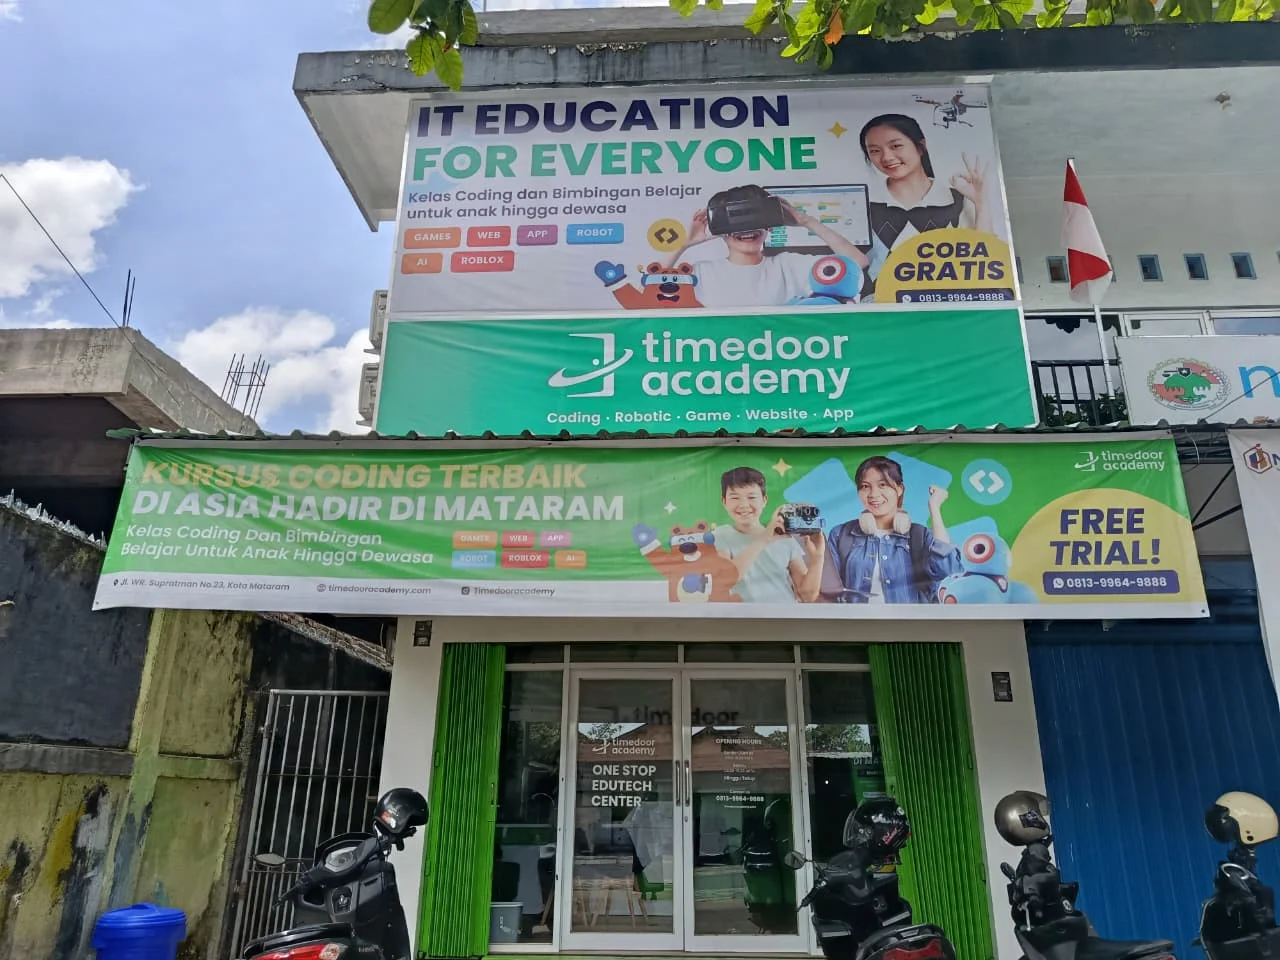 IT EDUCATION
FOR EVERYONE
Kelas Coding dan Bimbingan Belajar
untuk anak hingga dewasa
GAMES WEB APP ROBOT
AI ROBLOX
COBA
GRATIS
0813-9964-9888
timedoor
academy
Coding · Robotic · Game · Website · App
KURSUS CODING TERBAIK
DI ASIA HADIR DI MATARAM
Kelas Coding Dan Bimbingan
Belajar Untuk Anak Hingga Dewasa
GAMES WEB APP
ROBOT ROBLOX AI
Jl. WR. Supratman No.23, Kota Mataram timedooracademy.com Timedooracademy
timedoor
academy
FREE
TRIAL!
0813-9964-9888
timedoor
academy
ONE STOP
EDUTECH
CENTER
OPENING HOURS
Minggu Tutup
0813-9964-9888